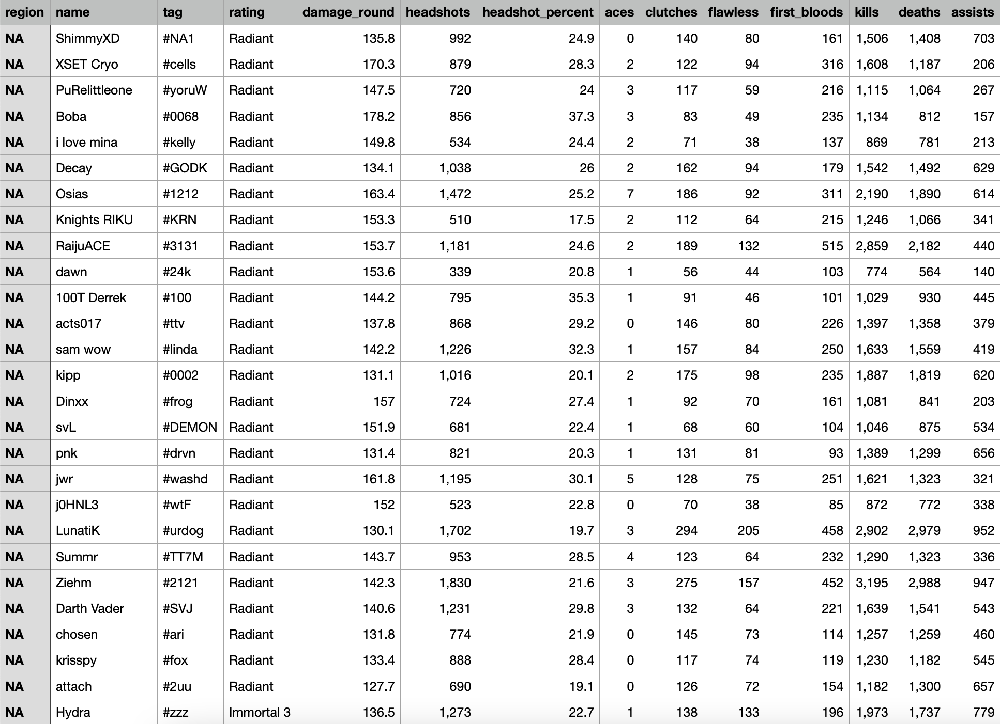 region name tag rating damage_round headshots headshot_percent aces clutches flawless first_bloods kills deaths assists
NA ShimmyXD #NA1 Radiant 135.8 992 24.9 0 140 80 161 1,506 1,408 703
NA XSET Cryo #cells Radiant 170.3 879 28.3 2 122 94 316 1,608 1,187 206
NA PuRelittleone #yoruW Radiant 147.5 720 24 3 117 59 216 1,115 1,064 267
NA Boba #0068 Radiant 178.2 856 37.3 3 83 49 235 1,134 812 157
NA i love mina #kelly Radiant 149.8 534 24.4 2 71 38 137 869 781 213
NA Decay #GODK Radiant 134.1 1,038 26 2 162 94 179 1,542 1,492 629
NA Osias #1212 Radiant 163.4 1,472 25.2 7 186 92 311 2,190 1,890 614
NA Knights RIKU #KRN Radiant 153.3 510 17.5 2 112 64 215 1,246 1,066 341
NA RaijuACE #3131 Radiant 153.7 1,181 24.6 2 189 132 515 2,859 2,182 440
NA dawn #24k Radiant 153.6 339 20.8 1 56 44 103 774 564 140
NA 100T Derrek #100 Radiant 144.2 795 35.3 1 91 46 101 1,029 930 445
NA acts017 #ttv Radiant 137.8 868 29.2 0 146 80 226 1,397 1,358 379
NA sam wow #linda Radiant 142.2 1,226 32.3 1 157 84 250 1,633 1,559 419
NA kipp #0002 Radiant 131.1 1,016 20.1 2 175 98 235 1,887 1,819 620
NA Dinxx #frog Radiant 157 724 27.4 1 92 70 161 1,081 841 203
NA svL #DEMON Radiant 151.9 681 22.4 1 68 60 104 1,046 875 534
NA pnk #drvn Radiant 131.4 821 20.3 1 131 81 93 1,389 1,299 656
NA jwr #washd Radiant 161.8 1,195 30.1 5 128 75 251 1,621 1,323 321
NA j0HNL3 #wtF Radiant 152 523 22.8 0 70 38 85 872 772 338
NA LunatiK #urdog Radiant 130.1 1,702 19.7 3 294 205 458 2,902 2,979 952
NA Summr #TT7M Radiant 143.7 953 28.5 4 123 64 232 1,290 1,323 336
NA Ziehm #2121 Radiant 142.3 1,830 21.6 3 275 157 452 3,195 2,988 947
NA Darth Vader #SVJ Radiant 140.6 1,231 29.8 3 132 64 221 1,639 1,541 543
NA chosen #ari Radiant 131.8 774 21.9 0 145 73 114 1,257 1,259 460
NA krisspy #fox Radiant 133.4 888 28.4 0 117 74 119 1,230 1,182 545
NA attach #2uu Radiant 127.7 690 19.1 0 126 72 154 1,182 1,300 657
NA Hydra #zzz Immortal 3 136.5 1,273 22.7 1 138 133 196 1,973 1,737 779